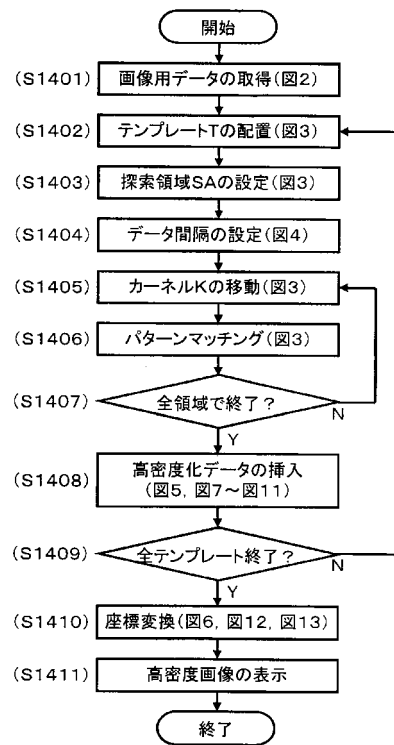 開始
(S1401) 画像用データの取得(図2)
(S1402) テンプレートTの配置(図3)
(S1403) 探索領域SAの設定(図3)
(S1404) データ間隔の設定(図4)
(S1405) カーネルKの移動(図3)
(S1406) パターンマッチング(図3)
(S1407) 全領域で終了?
N
Y
(S1408) 高密度化データの挿入
(図5, 図7~図11)
(S1409) 全テンプレート終了?
N
Y
(S1410) 座標変換(図6, 図12, 図13)
(S1411) 高密度画像の表示
終了